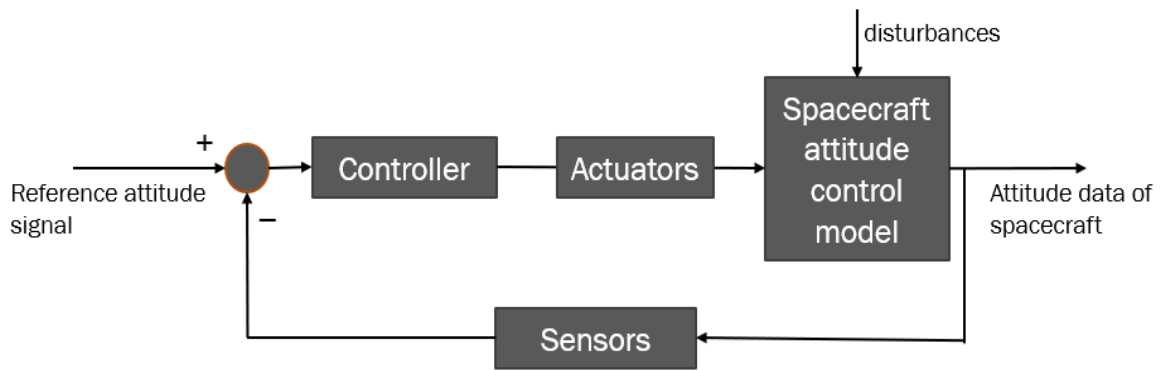 disturbances
+
Reference attitude
signal
−
Controller
Actuators
Spacecraft
attitude
control
model
Attitude data of
spacecraft
Sensors